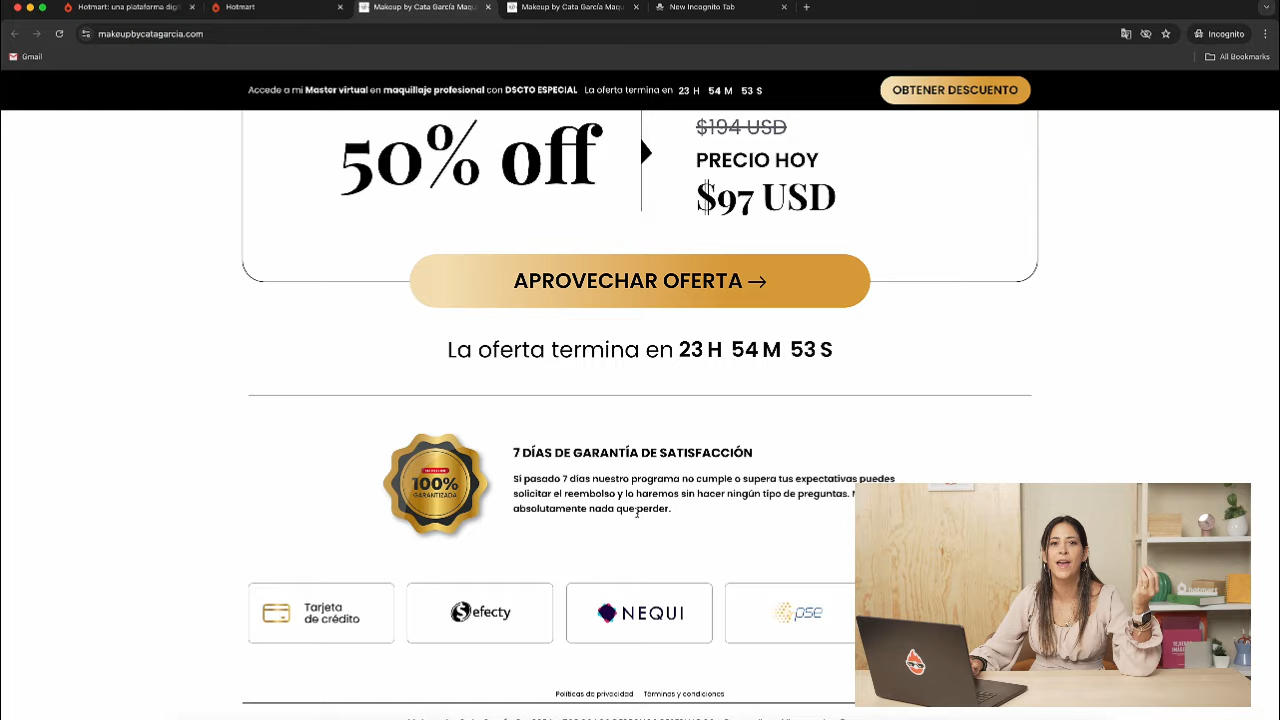 Hotmart: una plataforma digi
Hotmart
Makeup by Cata García Maqu
Makeup by Cata García Maqu
New Incognito Tab
makeupbycatagarcia.com
Incognito
Gmail
All Bookmarks
Accede a mi Master virtual en maquillaje profesional con DSCTO ESPECIAL La oferta termina en 23 H 54 M 53 S
OBTENER DESCUENTO
50% off
$194 USD
PRECIO HOY
$97 USD
APROVECHAR OFERTA →
La oferta termina en 23 H 54 M 53 S
7 DÍAS DE GARANTÍA DE SATISFACCIÓN
Sí pasado 7 días nuestro programa no cumple o supera tus expectativas puedes
solicitar el reembolso y lo haremos sin hacer ningún tipo de preguntas.
absolutamente nada que perder.
100%
GARANTIZADA
Tarjeta
de crédito
efecty
NEQUI
pse
Políticas de privacidad Términos y condiciones